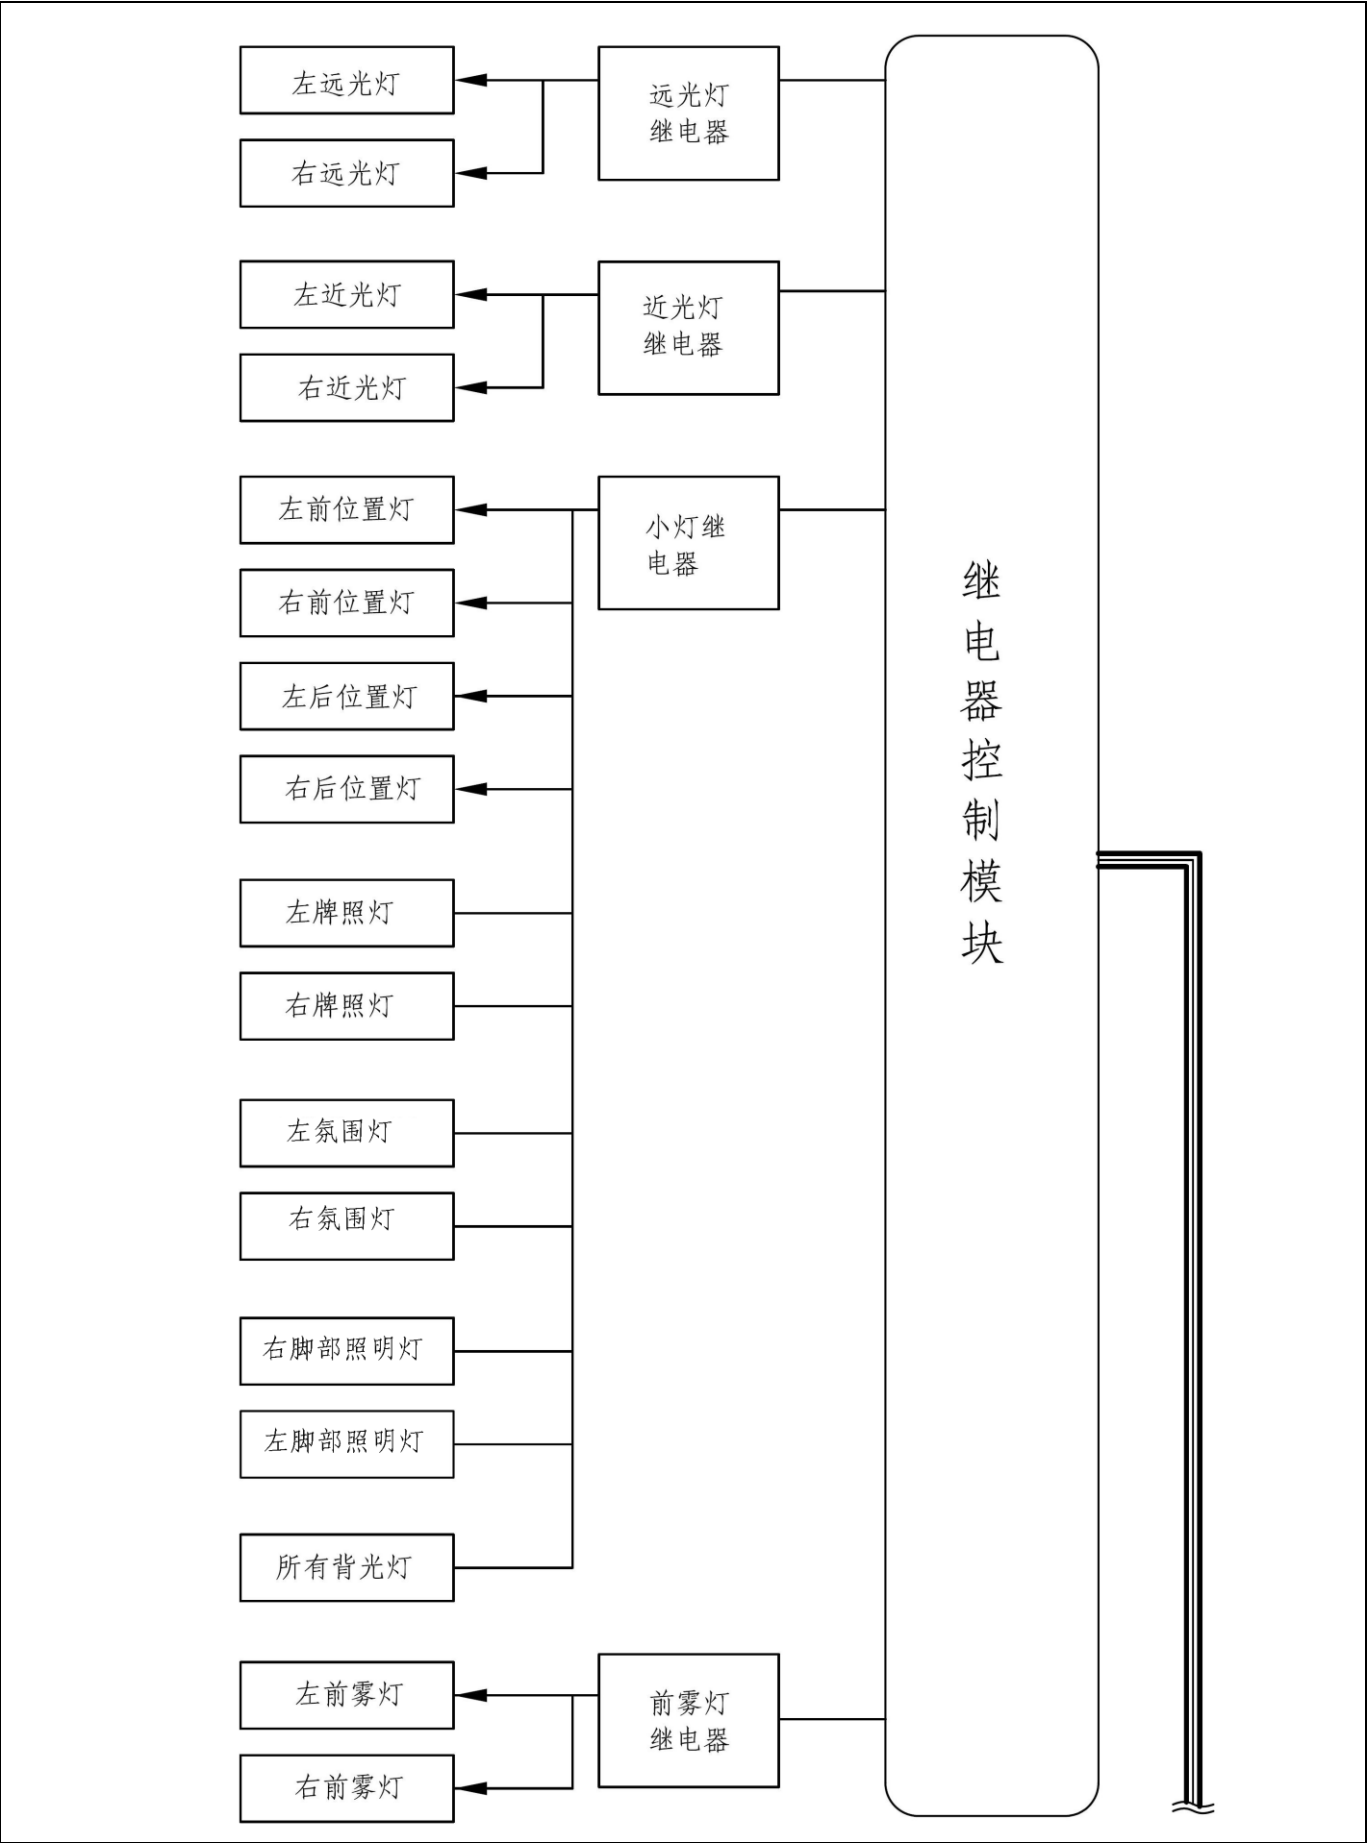 左远光灯
右远光灯
远光灯
继电器
左近光灯
右近光灯
近光灯
继电器
左前位置灯
右前位置灯
左后位置灯
右后位置灯
小灯继
电器
左牌照灯
右牌照灯
左氛围灯
右氛围灯
右脚部照明灯
左脚部照明灯
所有背光灯
左前雾灯
右前雾灯
前雾灯
继电器
继电器控制模块